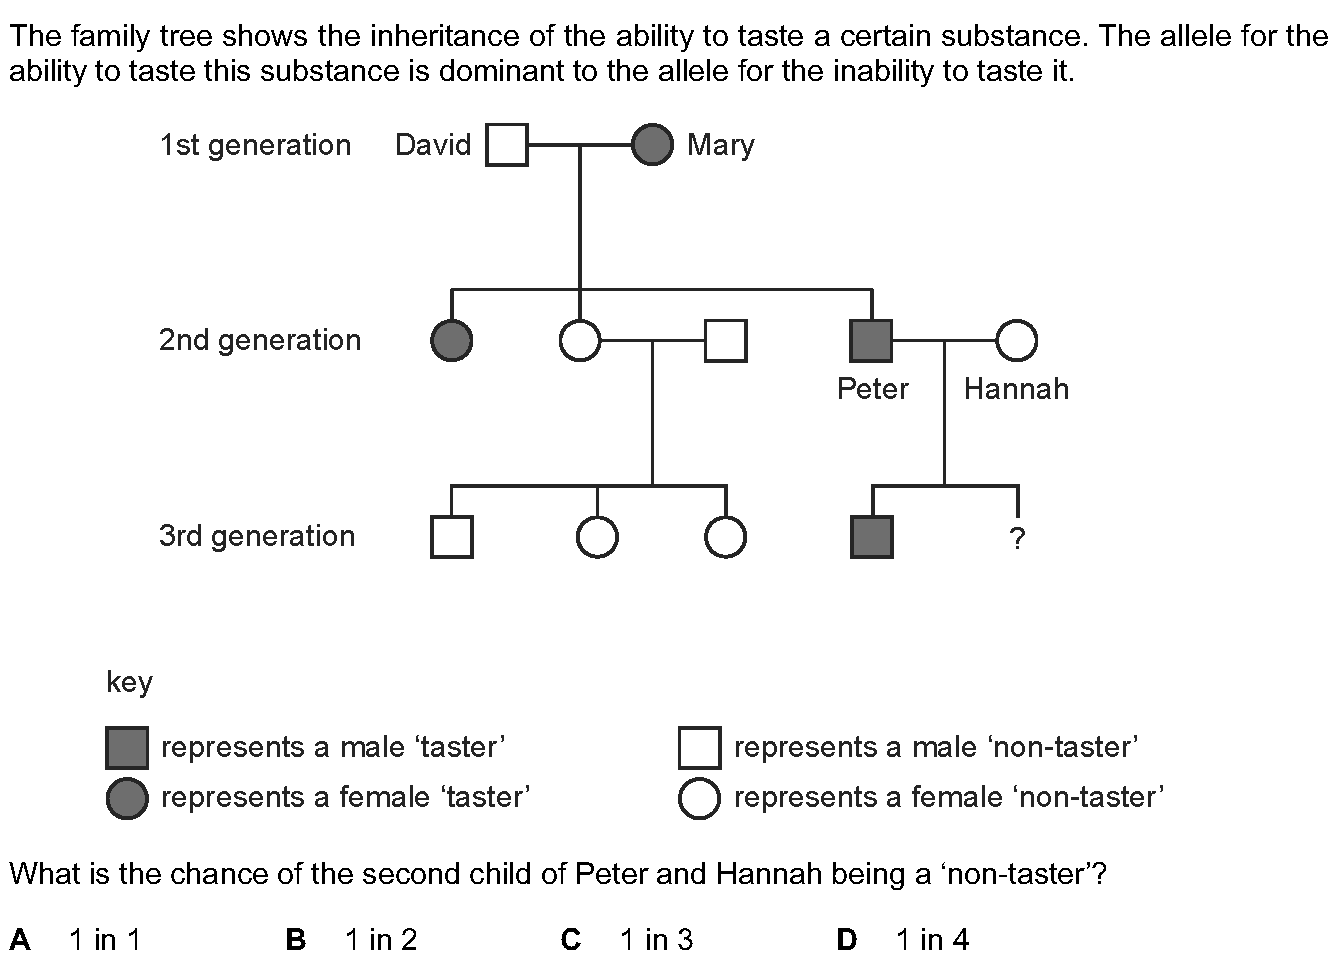 The family tree shows the inheritance of the ability to taste a certain substance. The allele for the
ability to taste this substance is dominant to the allele for the inability to taste it.
1st generation David Mary
2nd generation
Peter Hannah
3rd generation ?
key
represents a male ‘taster’ represents a male ‘non-taster’
represents a female ‘taster’ represents a female ‘non-taster’
What is the chance of the second child of Peter and Hannah being a ‘non-taster’?
A 1 in 1 B 1 in 2 C 1 in 3 D 1 in 4